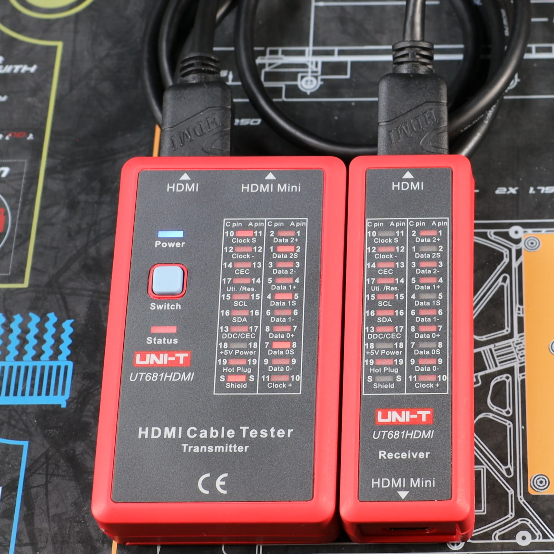 HDMI
HDMI
HDMI HDMI Mini
Power
Switch
Status
UNI-T
UT681HDMI
C pin A pin C pin A pin
10 11 2 1
Clock S Data 2+
12 12 1 2
Clock - Data 2S
14 13 3 3
CEC Data 2-
17 14 5 4
Uti. /Res. Data 1+
15 15 4 5
SCL Data 1S
16 16 6 6
SDA Data 1-
13 17 8 7
DDC/CEC Data 0+
18 18 7 8
+5V Power Data 0S
19 19 9 9
Hot Plug Data 0-
S S 11 10
Shield Clock +
HDMI Cable Tester
Transmitter
CE
HDMI
C pin A pin C pin A pin
10 11 2 1
Clock S Data 2+
12 12 1 2
Clock - Data 2S
14 13 3 3
CEC Data 2-
17 14 5 4
Uti. /Res. Data 1+
15 15 4 5
SCL Data 1S
16 16 6 6
SDA Data 1-
13 17 8 7
DDC/CEC Data 0+
18 18 7 8
+5V Power Data 0S
19 19 9 9
Hot Plug Data 0-
S S 11 10
Shield Clock +
UNI-T
UT681HDMI
Receiver
HDMI Mini
2X 1.75